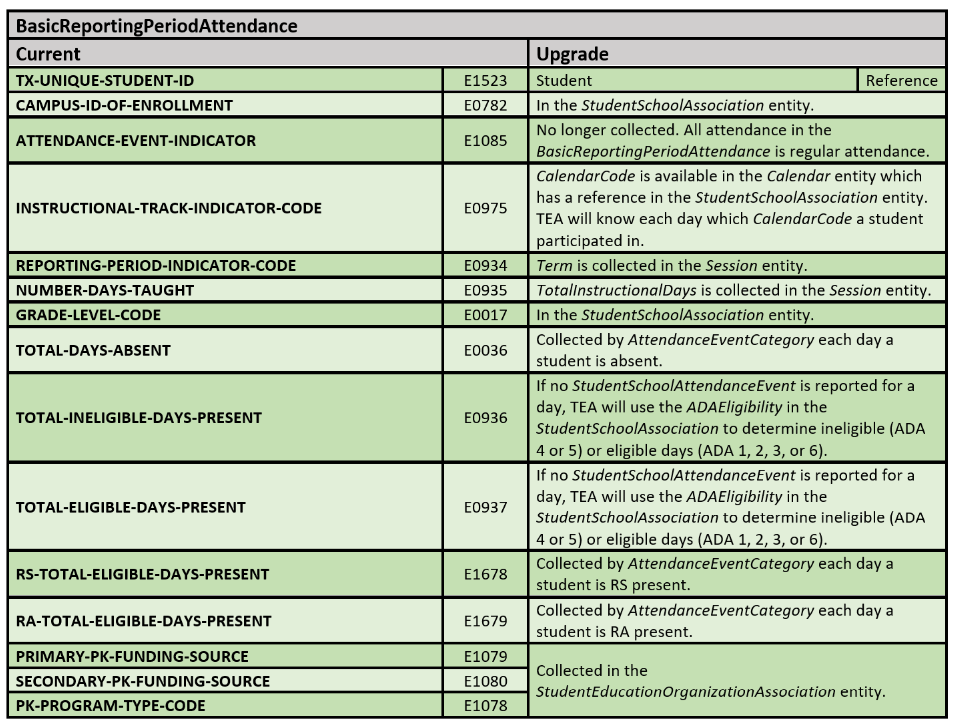 BasicReportingPeriodAttendance
Current Upgrade
TX-UNIQUE-STUDENT-ID E1523 Student Reference
CAMPUS-ID-OF-ENROLLMENT E0782 In the StudentSchoolAssociation entity.
ATTENDANCE-EVENT-INDICATOR E1085 No longer collected. All attendance in the
BasicReportingPeriodAttendance is regular attendance.
INSTRUCTIONAL-TRACK-INDICATOR-CODE E0975 CalendarCode is available in the Calendar entity which
has a reference in the StudentSchoolAssociation entity.
TEA will know each day which CalendarCode a student
participated in.
REPORTING-PERIOD-INDICATOR-CODE E0934 Term is collected in the Session entity.
NUMBER-DAYS-TAUGHT E0935 TotalInstructionalDays is collected in the Session entity.
GRADE-LEVEL-CODE E0017 In the StudentSchoolAssociation entity.
TOTAL-DAYS-ABSENT E0036 Collected by AttendanceEventCategory each day a
student is absent.
TOTAL-INELIGIBLE-DAYS-PRESENT E0936 If no StudentSchoolAttendanceEvent is reported for a
day, TEA will use the ADAEligibility in the
StudentSchoolAssociation to determine ineligible (ADA
4 or 5) or eligible days (ADA 1, 2, 3, or 6).
TOTAL-ELIGIBLE-DAYS-PRESENT E0937 If no StudentSchoolAttendanceEvent is reported for a
day, TEA will use the ADAEligibility in the
StudentSchoolAssociation to determine ineligible (ADA
4 or 5) or eligible days (ADA 1, 2, 3, or 6).
RS-TOTAL-ELIGIBLE-DAYS-PRESENT E1678 Collected by AttendanceEventCategory each day a
student is RS present.
RA-TOTAL-ELIGIBLE-DAYS-PRESENT E1679 Collected by AttendanceEventCategory each day a
student is RA present.
PRIMARY-PK-FUNDING-SOURCE E1079 Collected in the
StudentEducationOrganizationAssociation entity.
SECONDARY-PK-FUNDING-SOURCE E1080
PK-PROGRAM-TYPE-CODE E1078